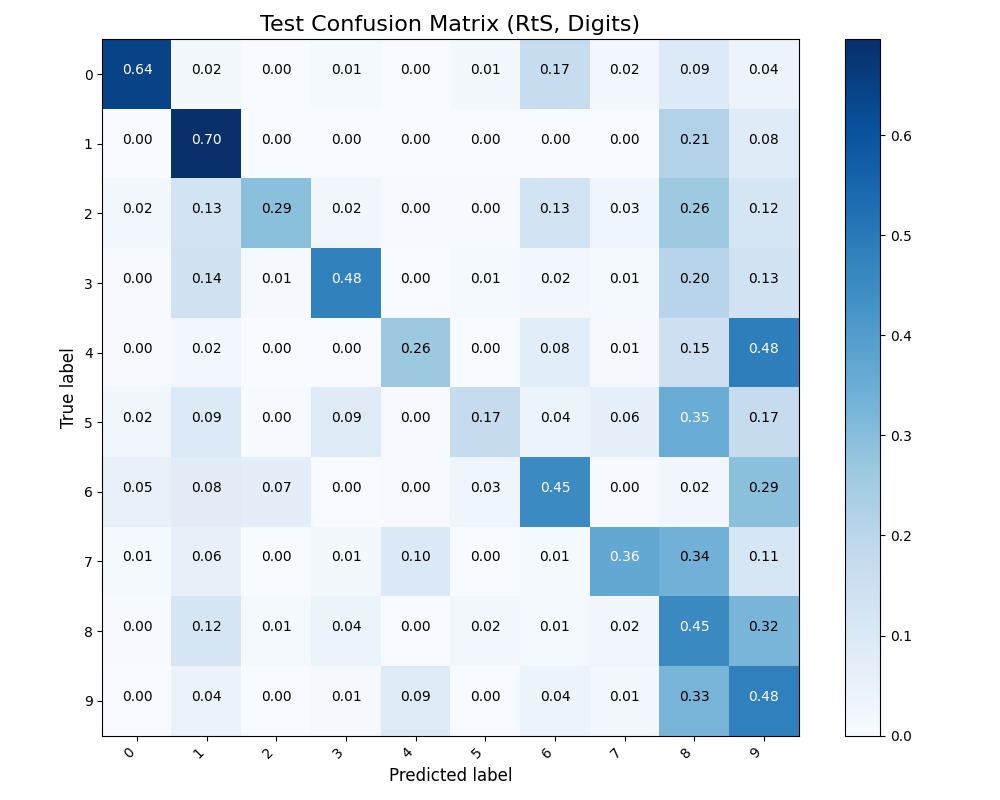 Test Confusion Matrix (RtS, Digits)
0 0.64 0.02 0.00 0.01 0.00 0.01 0.17 0.02 0.09 0.04
1 0.00 0.70 0.00 0.00 0.00 0.00 0.00 0.00 0.21 0.08
2 0.02 0.13 0.29 0.02 0.00 0.00 0.13 0.03 0.26 0.12
3 0.00 0.14 0.01 0.48 0.00 0.01 0.02 0.01 0.20 0.13
4 0.00 0.02 0.00 0.00 0.26 0.00 0.08 0.01 0.15 0.48
5 0.02 0.09 0.00 0.09 0.00 0.17 0.04 0.06 0.35 0.17
6 0.05 0.08 0.07 0.00 0.00 0.03 0.45 0.00 0.02 0.29
7 0.01 0.06 0.00 0.01 0.10 0.00 0.01 0.36 0.34 0.11
8 0.00 0.12 0.01 0.04 0.00 0.02 0.01 0.02 0.45 0.32
9 0.00 0.04 0.00 0.01 0.09 0.00 0.04 0.01 0.33 0.48
0 1 2 3 4 5 6 7 8 9
Predicted label
True label
0.6
0.5
0.4
0.3
0.2
0.1
0.0